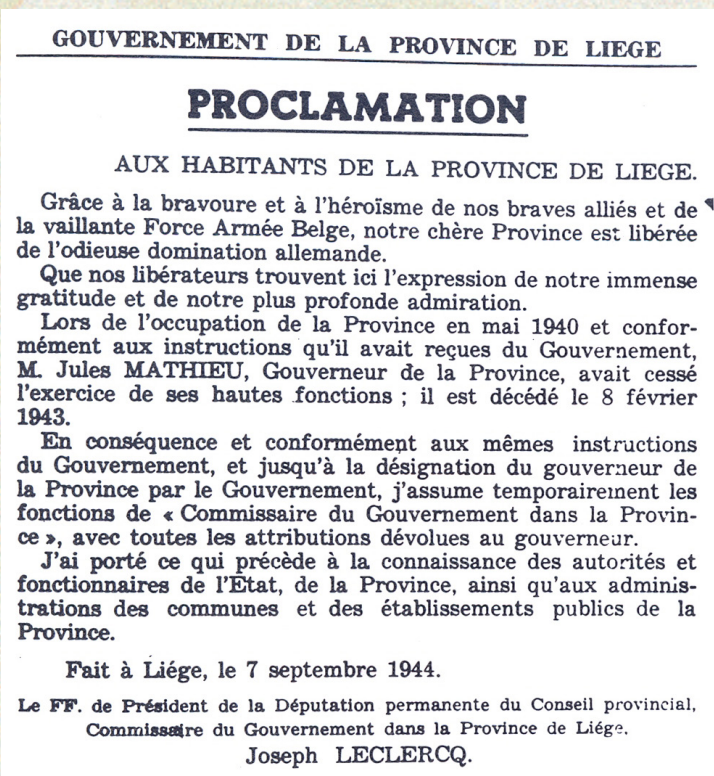 GOUVERNEMENT DE LA PROVINCE DE LIEGE
PROCLAMATION
AUX HABITANTS DE LA PROVINCE DE LIEGE.
Grâce à la bravoure et à l'héroïsme de nos braves alliés et de
la vaillante Force Armée Belge, notre chère Province est libérée
de l'odieuse domination allemande.
Que nos libérateurs trouvent ici l'expression de notre immense
gratitude et de notre plus profonde admiration.
Lors de l'occupation de la Province en mai 1940 et confor-
mément aux instructions qu'il avait reçues du Gouvernement,
M. Jules MATHIEU, Gouverneur de la Province, avait cessé
l'exercice de ses hautes fonctions ; il est décédé le 8 février
1943.
En conséquence et conformément aux mêmes instructions
du Gouvernement, et jusqu'à la désignation du gouverneur de
la Province par le Gouvernement, j'assume temporairement les
fonctions de « Commissaire du Gouvernement dans la Provin-
ce », avec toutes les attributions dévolues au gouverneur.
J'ai porté ce qui précède à la connaissance des autorités et
fonctionnaires de l'Etat, de la Province, ainsi qu'aux adminis-
trations des communes et des établissements publics de la
Province.
Fait à Liége, le 7 septembre 1944.
Le FF. de Président de la Députation permanente du Conseil provincial,
Commissaire du Gouvernement dans la Province de Liége.
Joseph LECLERCQ.